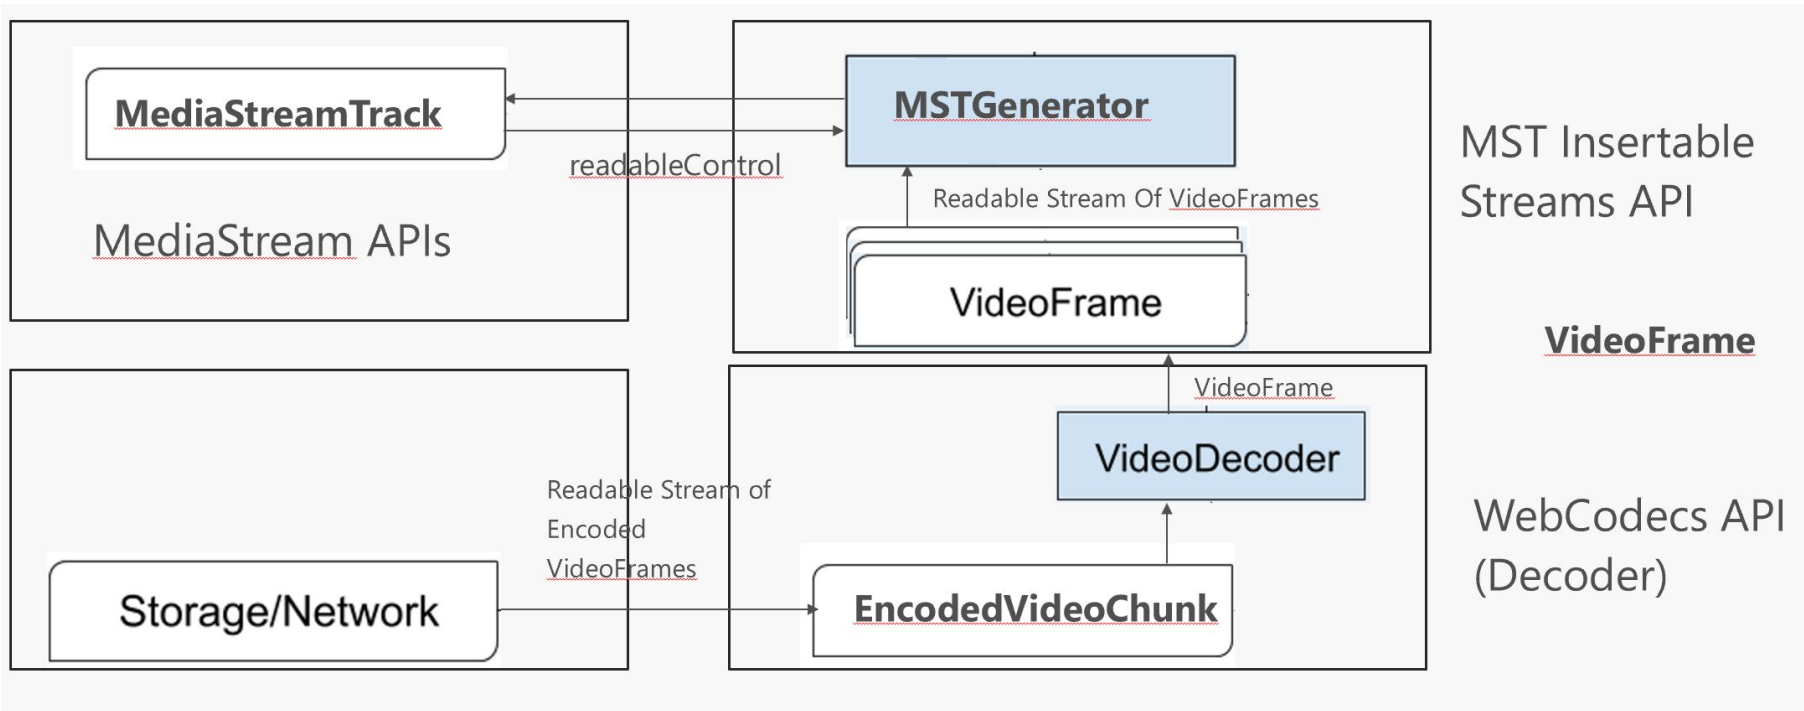 MediaStreamTrack
MSTGenerator
readableControl
MediaStream APIs
Readable Stream Of VideoFrames
VideoFrame
MST Insertable
Streams API
VideoFrame
VideoFrame
VideoDecoder
Readable Stream of
Encoded
VideoFrames
Storage/Network
EncodedVideoChunk
WebCodecs API
(Decoder)